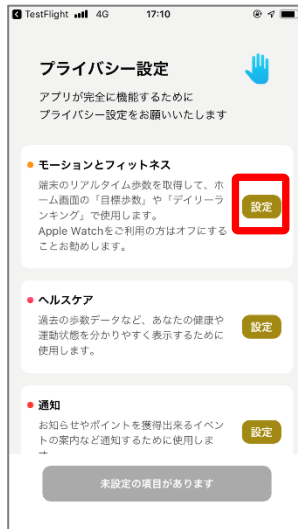 TestFlight 4G 17:10
プライバシー設定
アプリが完全に機能するために
プライバシー設定をお願いいたします
モーションとフィットネス
端末のリアルタイム歩数を取得して、ホ
ーム画面の「目標歩数」や「デイリーラ
ンキング」で使用します。
Apple Watchをご利用の方はオフにする
ことお勧めします。
設定
ヘルスケア
過去の歩数データなど、あなたの健康や
運動状態を分かりやすく表示するために
使用します。
設定
通知
お知らせやポイントを獲得出来るイベン
トの案内など通知するために使用しま
設定
未設定の項目があります